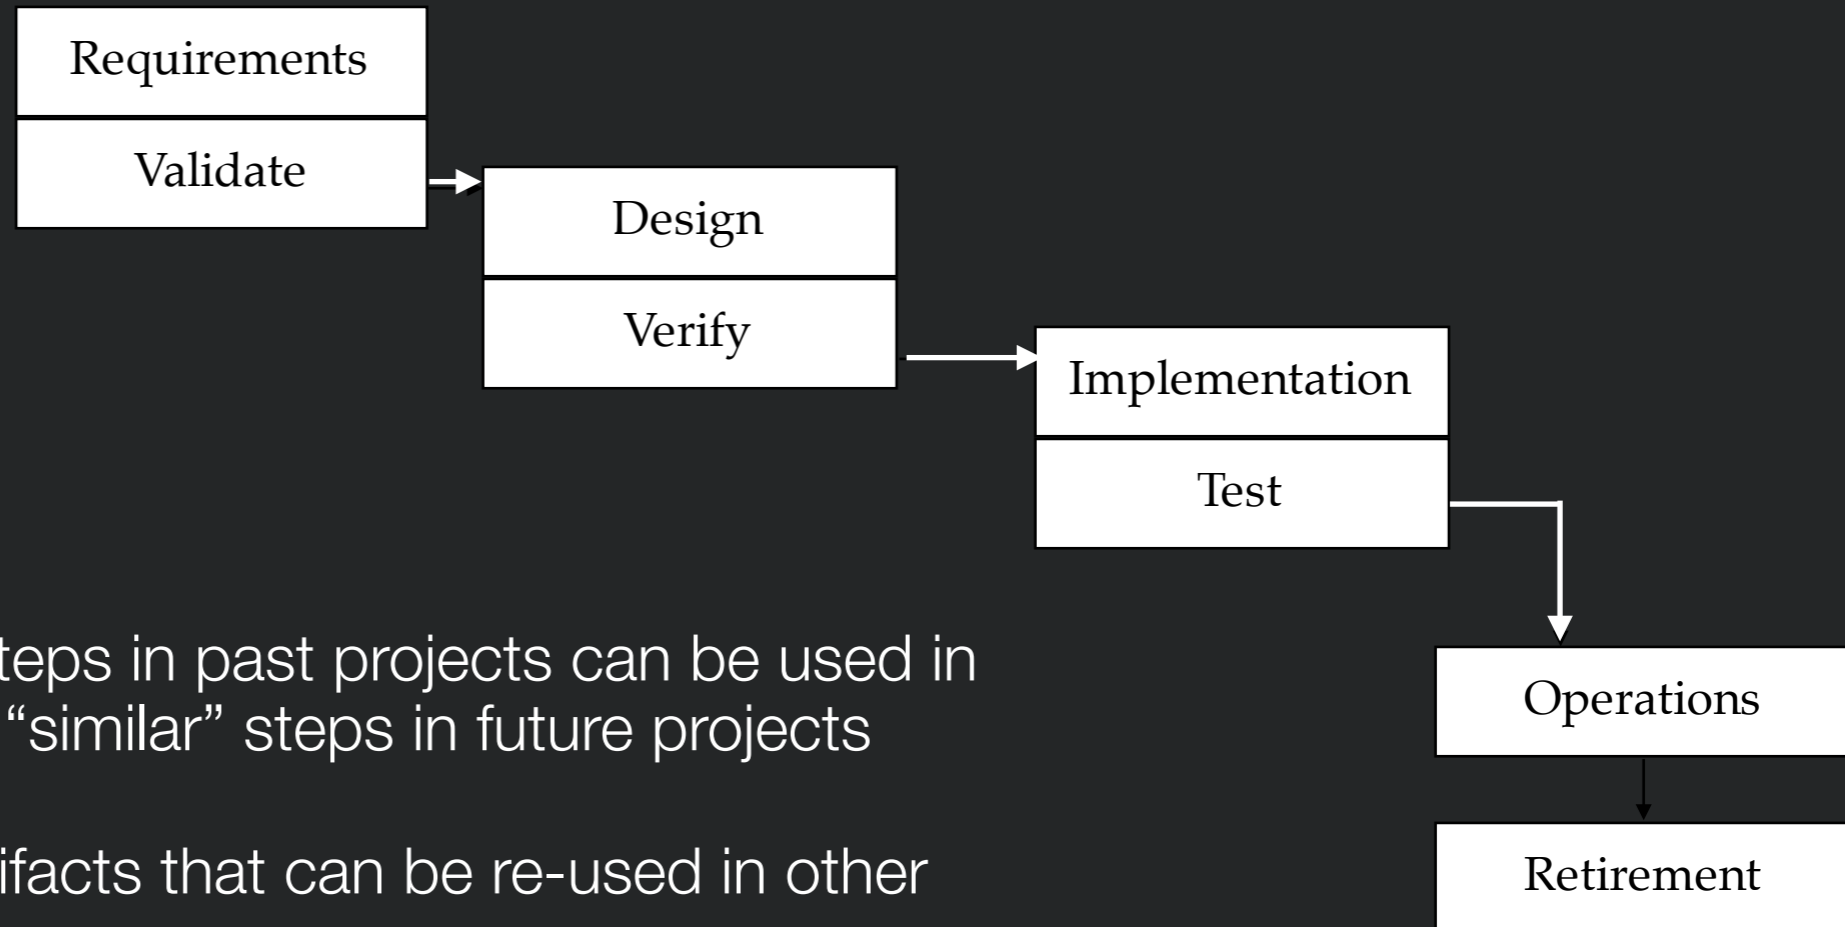 Requirements
Validate
Design
Verify
Implementation
Test
Operations
Retirement
teps in past projects can be used in
“similar” steps in future projects
ifacts that can be re-used in other